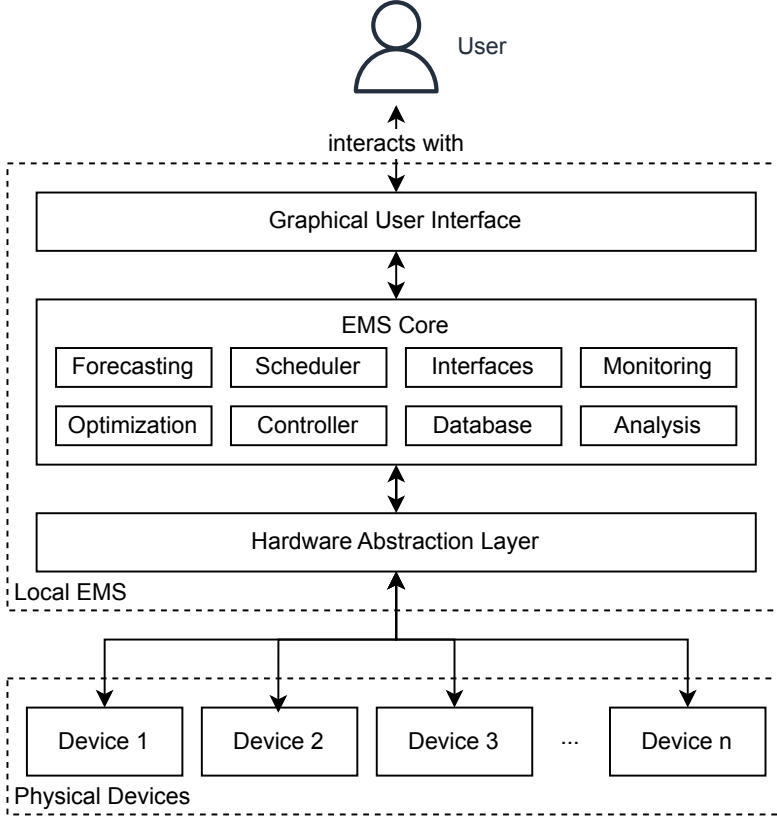 User
interacts with
Graphical User Interface
EMS Core
Forecasting Scheduler Interfaces Monitoring
Optimization Controller Database Analysis
Hardware Abstraction Layer
Local EMS
Device 1 Device 2 Device 3 ... Device n
Physical Devices